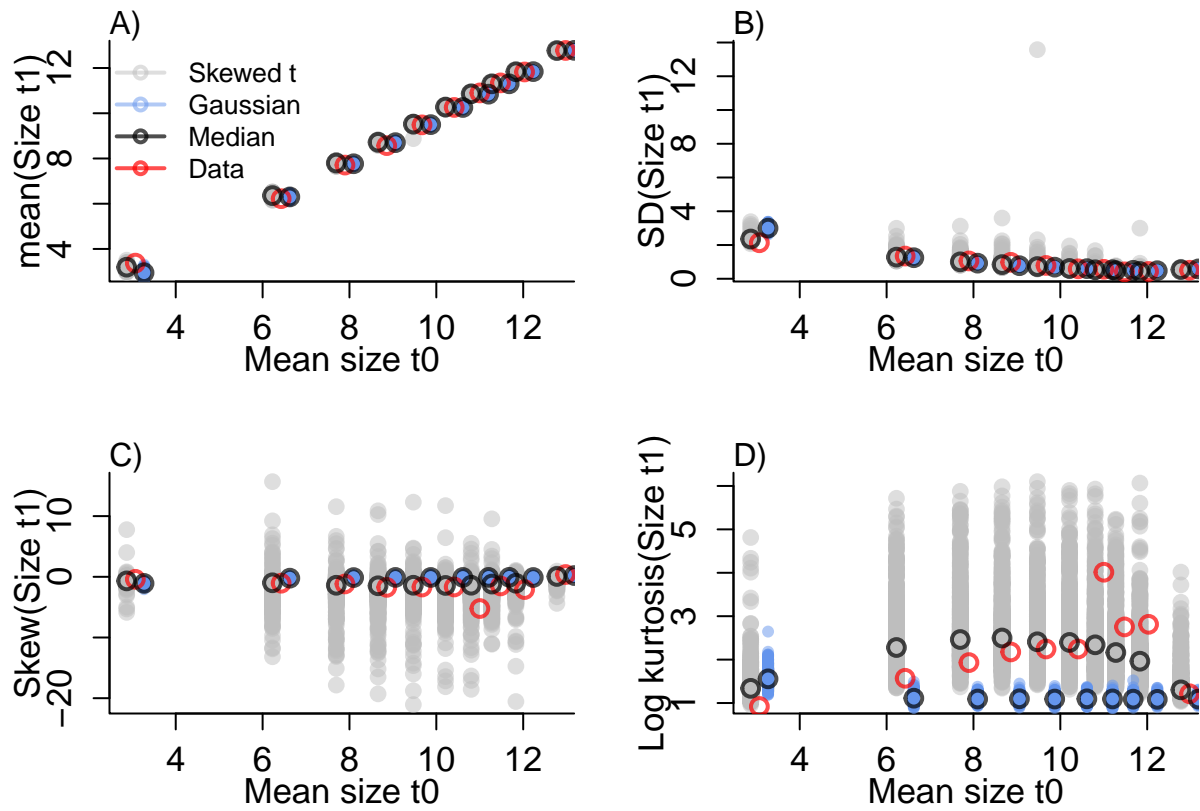 A)
mean(Size t1)
12
8
4
Skewed t
Gaussian
Median
Data
4 6 8 10 12
Mean size t0
B)
SD(Size t1)
12
8
4
0
4 6 8 10 12
Mean size t0
C)
Skew(Size t1)
10
0
−20
4 6 8 10 12
Mean size t0
D)
Log kurtosis(Size t1)
5
3
1
4 6 8 10 12
Mean size t0